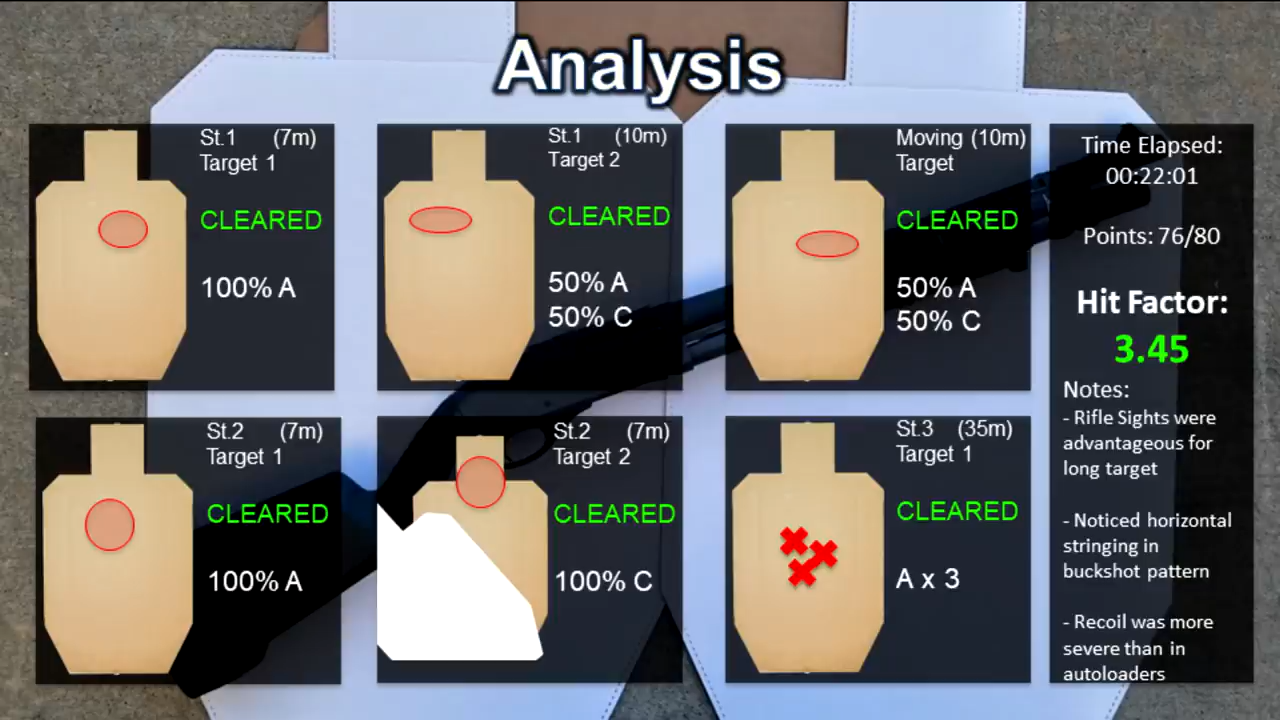 Analysis
St.1 (7m)
Target 1
CLEARED
100% A
St.1 (10m)
Target 2
CLEARED
50% A
50% C
Moving (10m)
Target
CLEARED
50% A
50% C
St.2 (7m)
Target 1
CLEARED
100% A
St.2 (7m)
Target 2
CLEARED
100% C
St.3 (35m)
Target 1
CLEARED
A x 3
Time Elapsed:
00:22:01
Points: 76/80
Hit Factor:
3.45
Notes:
- Rifle Sights were
advantageous for
long target
- Noticed horizontal
stringing in
buckshot pattern
- Recoil was more
severe than in
autoloaders